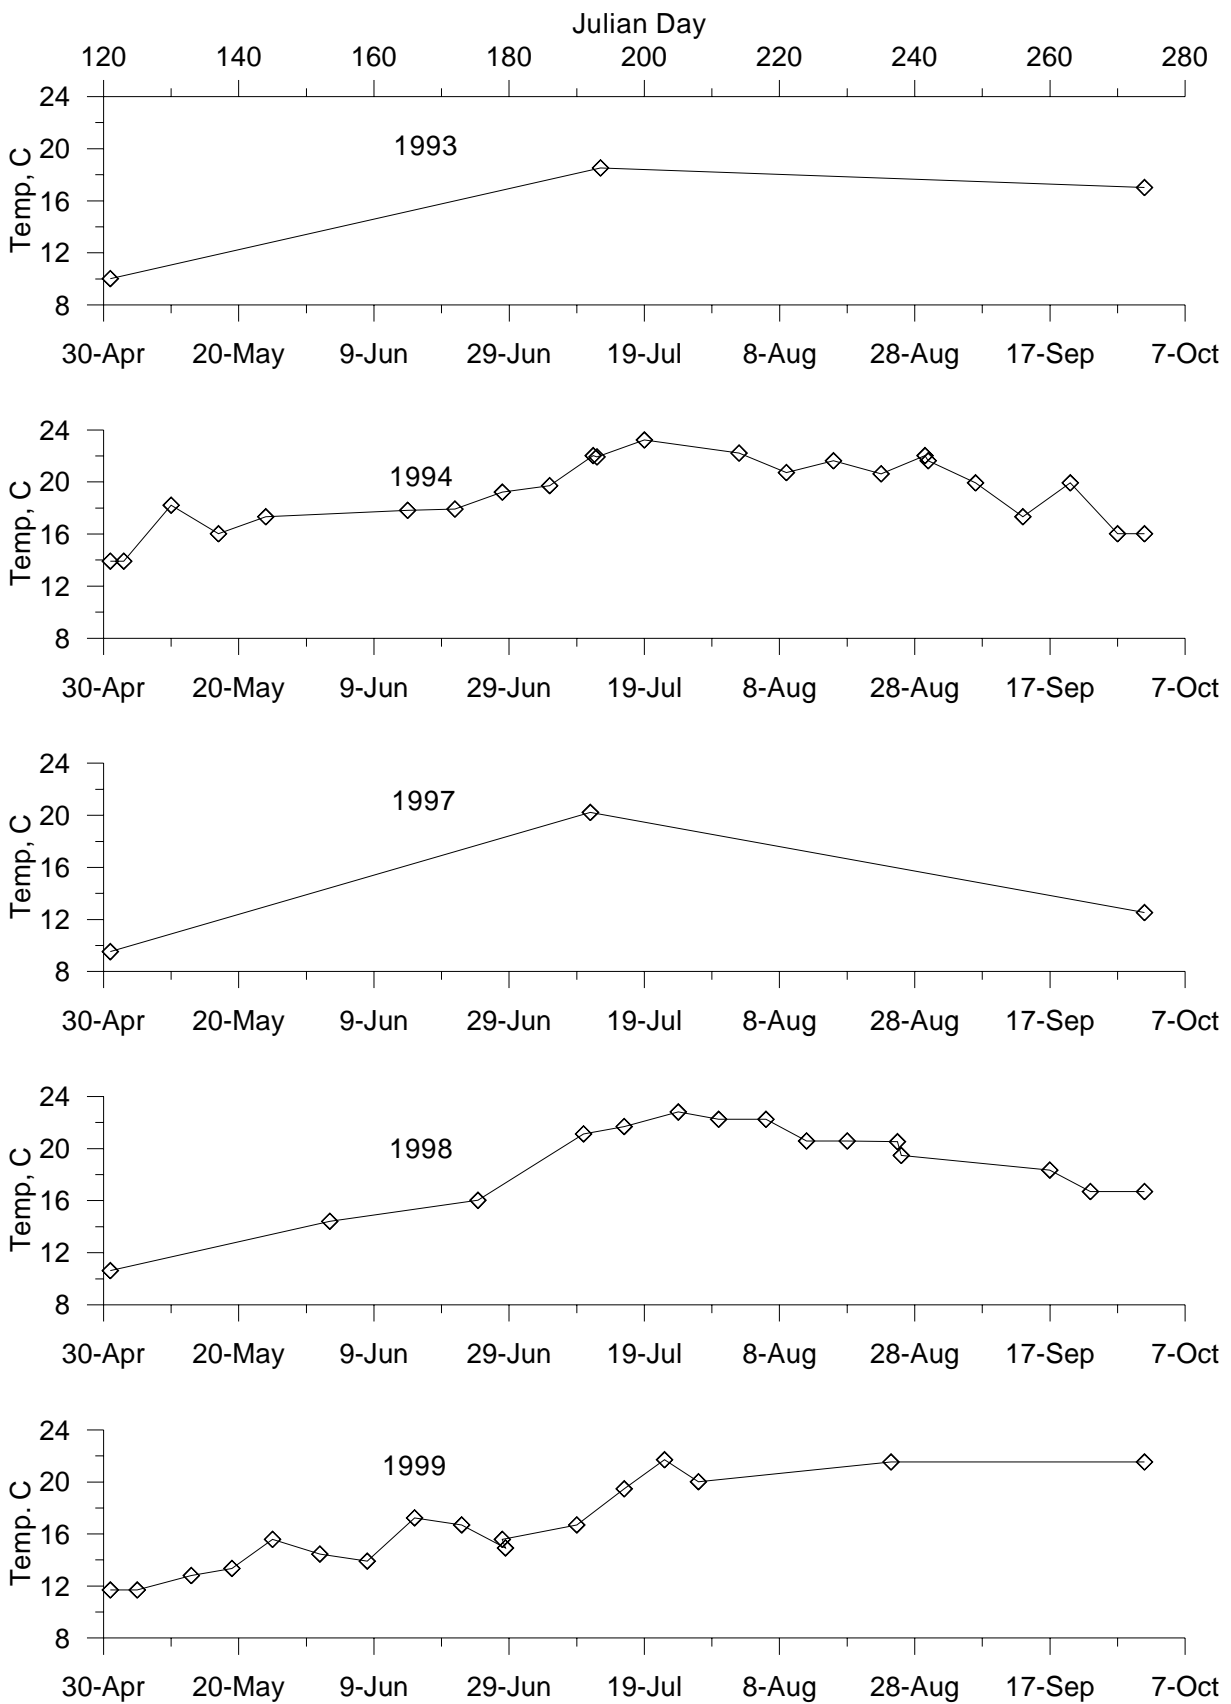 Julian Day
120 140 160 180 200 220 240 260 280
24
20
16
12
8
Temp, C
1993
30-Apr 20-May 9-Jun 29-Jun 19-Jul 8-Aug 28-Aug 17-Sep 7-Oct
24
20
16
12
8
Temp, C
1994
30-Apr 20-May 9-Jun 29-Jun 19-Jul 8-Aug 28-Aug 17-Sep 7-Oct
24
20
16
12
8
Temp, C
1997
30-Apr 20-May 9-Jun 29-Jun 19-Jul 8-Aug 28-Aug 17-Sep 7-Oct
24
20
16
12
8
Temp, C
1998
30-Apr 20-May 9-Jun 29-Jun 19-Jul 8-Aug 28-Aug 17-Sep 7-Oct
24
20
16
12
8
Temp. C
1999
30-Apr 20-May 9-Jun 29-Jun 19-Jul 8-Aug 28-Aug 17-Sep 7-Oct